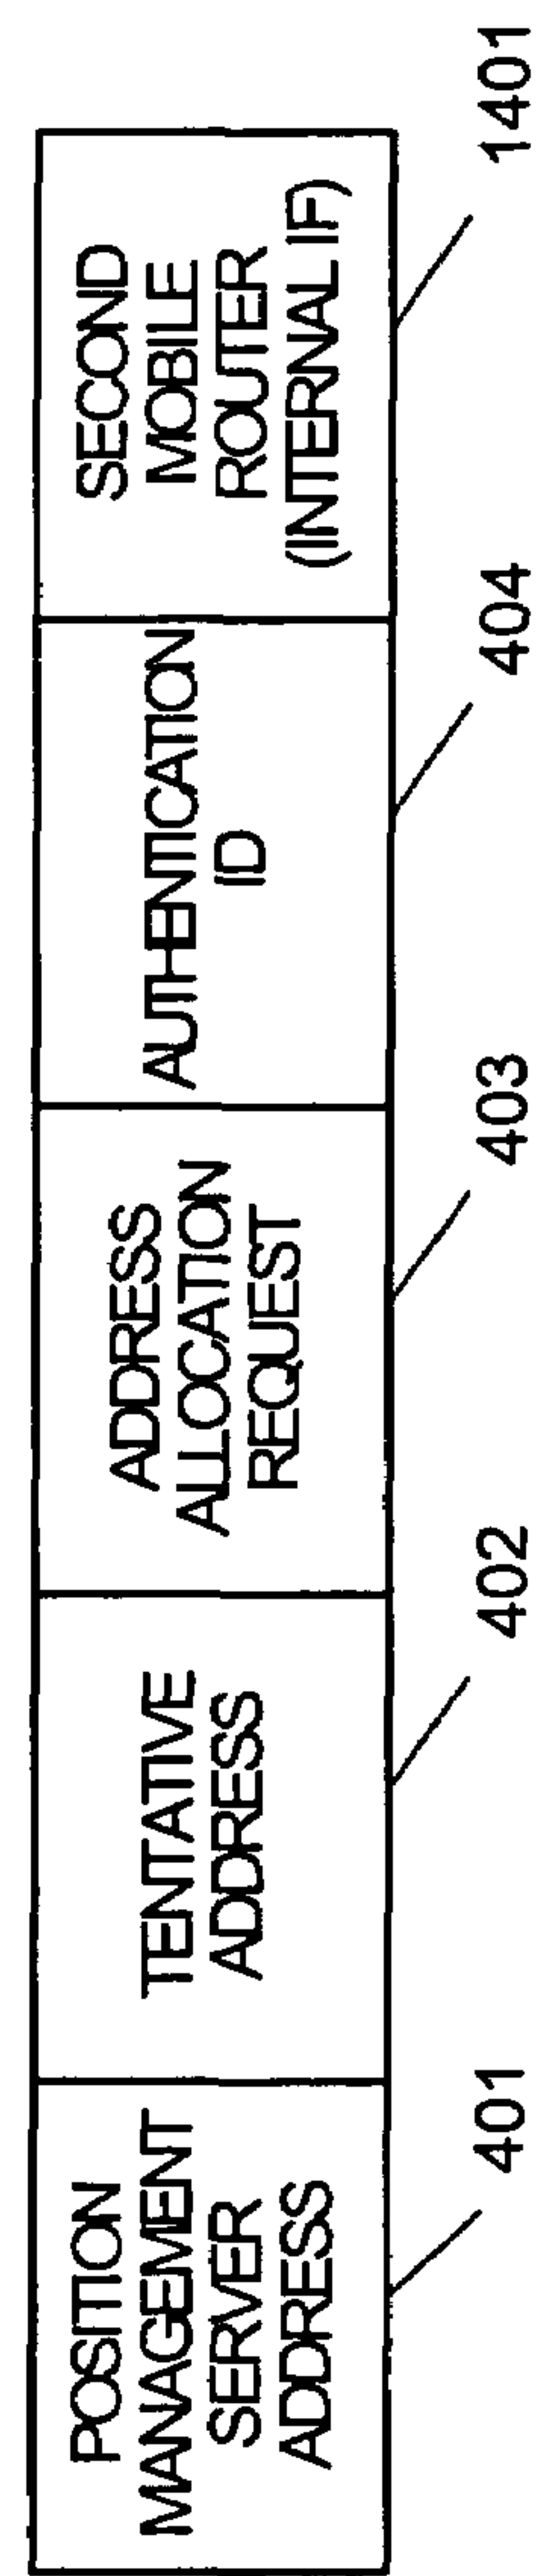 POSITION
MANAGEMENT
SERVER
ADDRESS
TENTATIVE
ADDRESS
ADDRESS
ALLOCATION
REQUEST
AUTHENTICATION
ID
SECOND
MOBILE
ROUTER
(INTERNAL IF)
401
402
403
404
1401